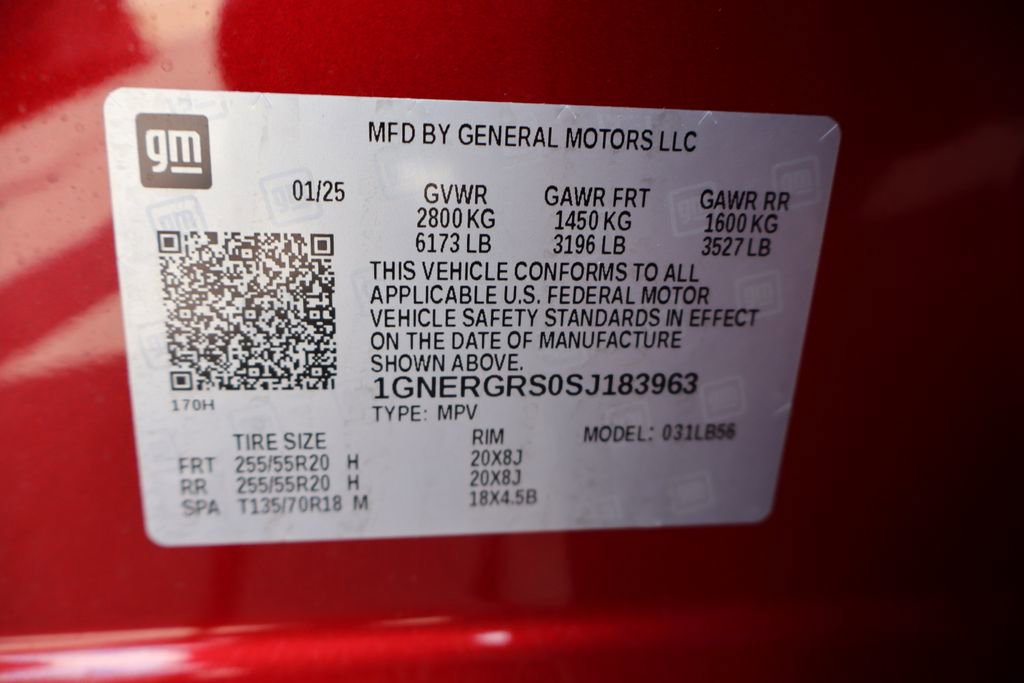 gm
MFD BY GENERAL MOTORS LLC
01/25
GVWR GAWR FRT GAWR RR
2800 KG 1450 KG 1600 KG
6173 LB 3196 LB 3527 LB
THIS VEHICLE CONFORMS TO ALL
APPLICABLE U.S. FEDERAL MOTOR
VEHICLE SAFETY STANDARDS IN EFFECT
ON THE DATE OF MANUFACTURE
SHOWN ABOVE.
1GNERGRS0SJ183963
170H
TYPE: MPV
TIRE SIZE RIM MODEL: 031LB56
FRT 255/55R20 H 20X8J
RR 255/55R20 H 20X8J
SPA T135/70R18 M 18X4.5B